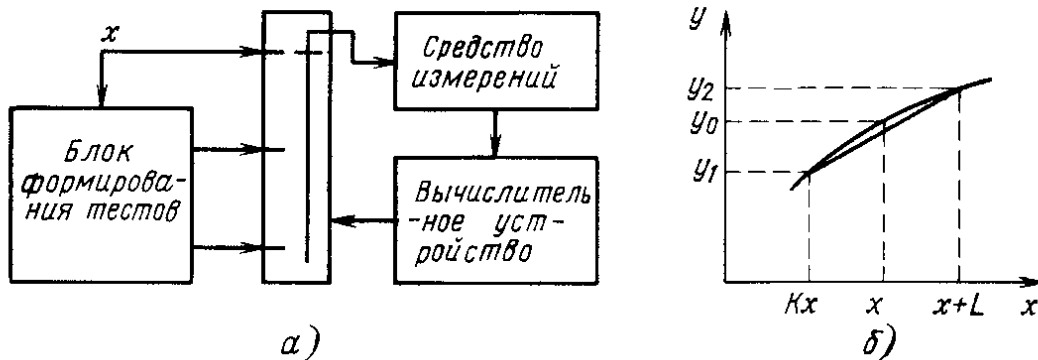 x
Средство
измерений
Блок
формирова-
ния тестов
Вычислитель
-ное уст-
ройство
а)
y
y2
y0
y1
Kx
x
x+L
x
б)